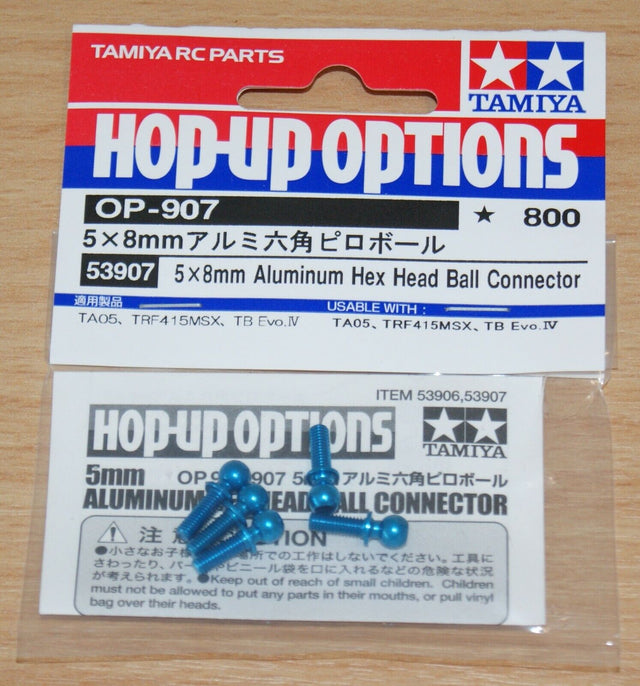 TAMIYA RC PARTS
TAMIYA
HOP-UP OPTIONS
OP-907
★ 800
5×8mmアルミ六角ピロボール
53907 5×8mm Aluminum Hex Head Ball Connector
適用製品
USABLE WITH :
TA05、TRF415MSX、TB Evo.Ⅳ
TA05、TRF415MSX、TB Evo.Ⅳ
ITEM 53906,53907
HOP-UP OPTIONS
TAMIYA
5mm
OP 907 アルミ六角ピロボール
ALUMINUM HEAD BALL CONNECTOR
注
●小さなお子 場所での工作はしないでください。工具に
さわったり、 ビニール袋を口に入れるなどの危険な状況
が考えられます。●Keep out of reach of small children. Children
must not be allowed to put any parts in their mouths, or pull vinyl
bag over their heads.